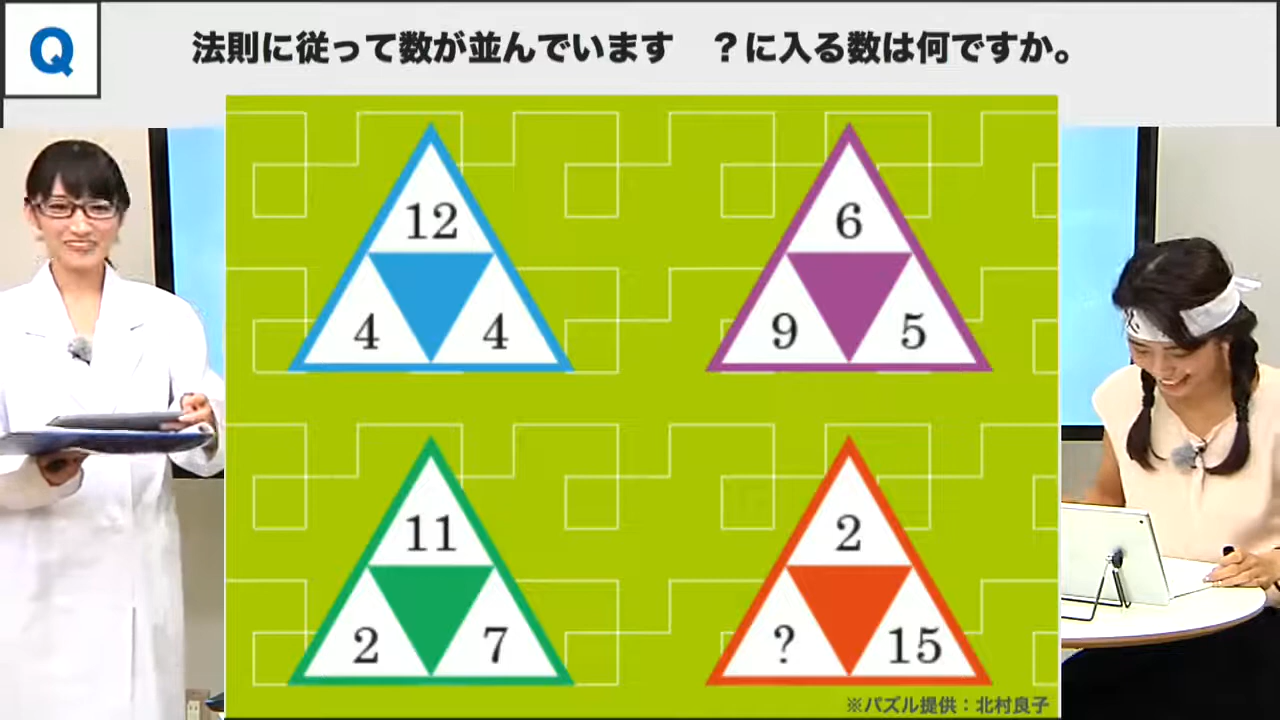 Q
法則に従って数が並んでいます　？に入る数は何ですか。
12
6
4 4
9 5
11
2
2 7
? 15
※パズル提供：北村良子